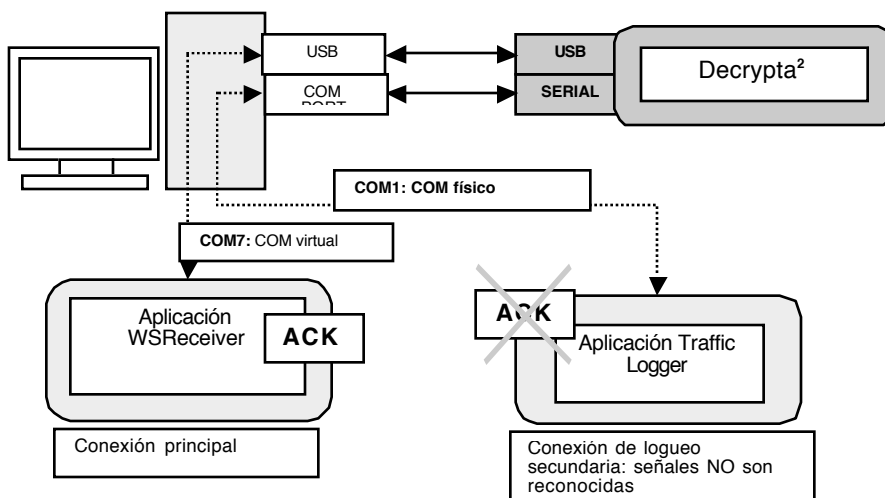 USB
USB
Decrypta²
COM
PORT
SERIAL
COM1: COM físico
COM7: COM virtual
Aplicación
WSReceiver
ACK
ACK
Aplicación Traffic
Logger
Conexión principal
Conexión de logueo
secundaria: señales NO son
reconocidas